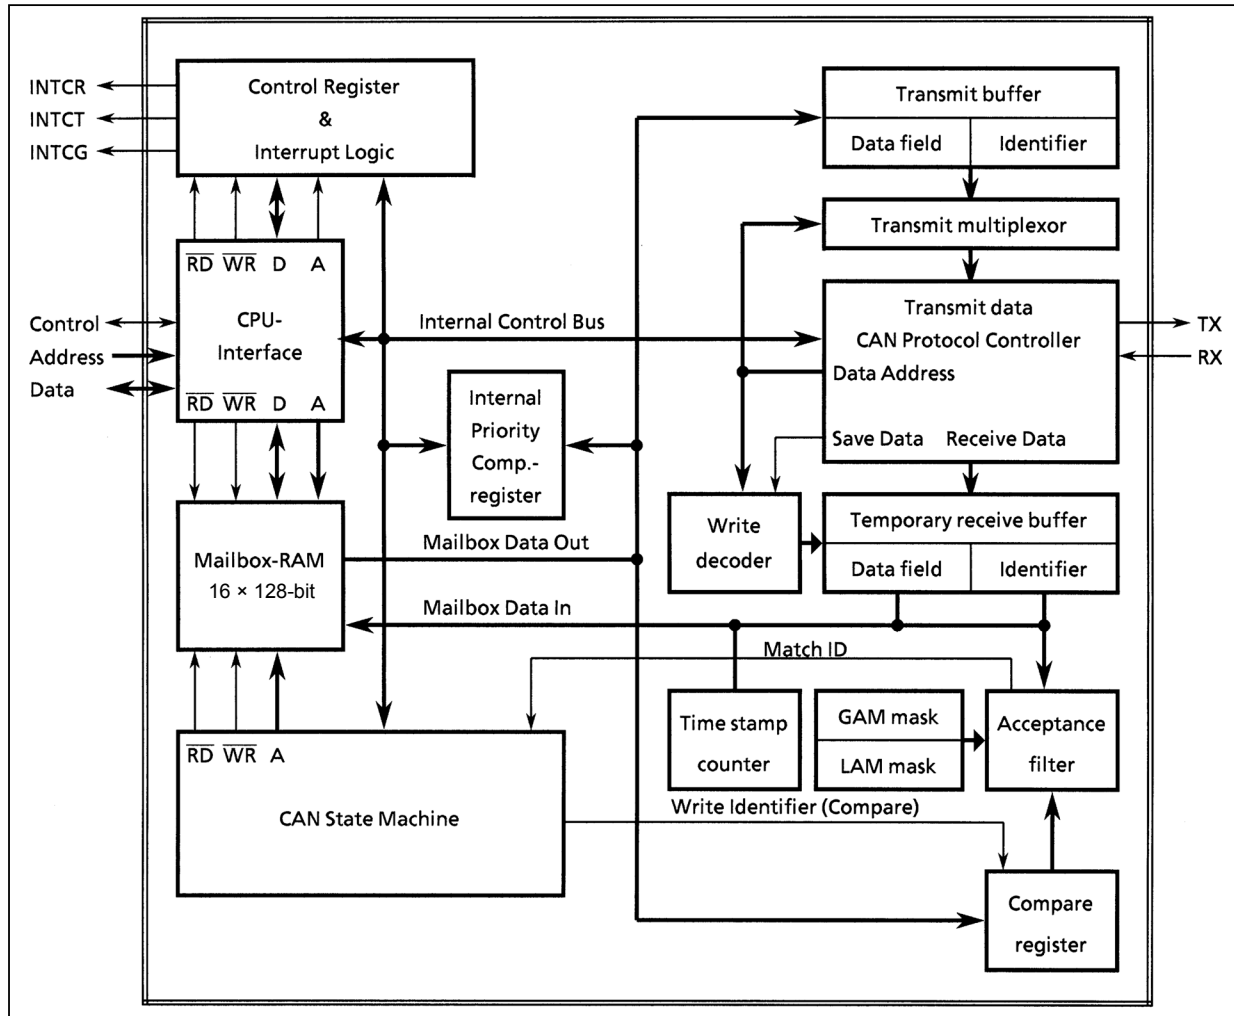 INTCR
INTCT
INTCG
Control Register
&
Interrupt Logic
Transmit buffer
Data field Identifier
Transmit multiplexor
RD WR D A
CPU-
Interface
RD WR D A
Control
Address
Data
Internal Control Bus
Transmit data
CAN Protocol Controller
Data Address
Save Data Receive Data
TX
RX
Internal
Priority
Comp.-
register
Write
decoder
Temporary receive buffer
Data field Identifier
Mailbox Data Out
Mailbox-RAM
16 × 128-bit
Mailbox Data In
Match ID
RD WR A
CAN State Machine
Time stamp
counter
GAM mask
LAM mask
Acceptance
filter
Write Identifier (Compare)
Compare
register